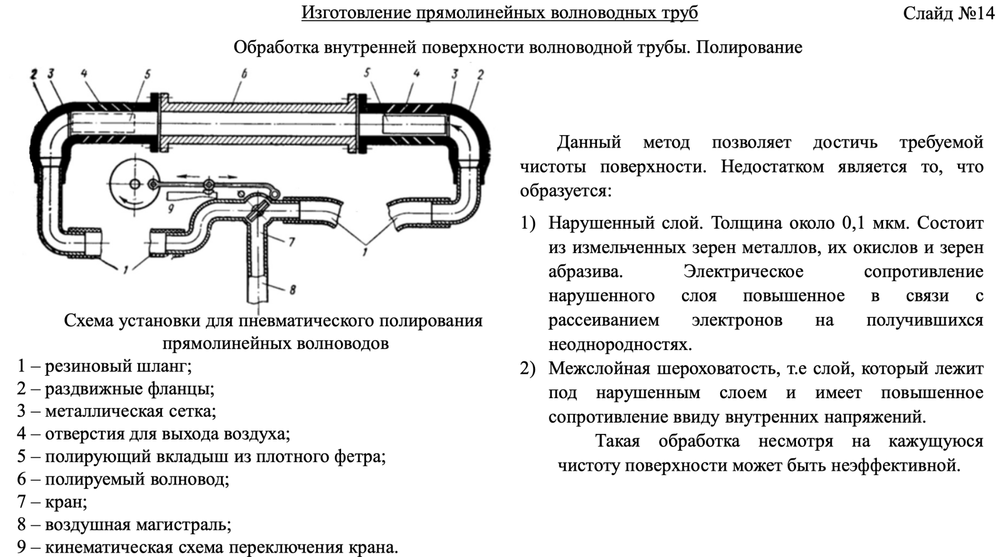 Изготовление прямолинейных волноводных труб
Слайд №14
Обработка внутренней поверхности волноводной трубы. Полирование
2 3 4 5 6 5 4 3 2
9
7
1
1
8
Схема установки для пневматического полирования
прямолинейных волноводов
1 – резиновый шланг;
2 – раздвижные фланцы;
3 – металлическая сетка;
4 – отверстия для выхода воздуха;
5 – полирующий вкладыш из плотного фетра;
6 – полируемый волновод;
7 – кран;
8 – воздушная магистраль;
9 – кинематическая схема переключения крана.
Данный метод позволяет достичь требуемой
чистоты поверхности. Недостатком является то, что
образуется:
1) Нарушенный слой. Толщина около 0,1 мкм. Состоит
из измельченных зерен металлов, их окислов и зерен
абразива. Электрическое сопротивление
нарушенного слоя повышенное в связи с
рассеиванием электронов на получившихся
неоднородностях.
2) Межслойная шероховатость, т.е слой, который лежит
под нарушенным слоем и имеет повышенное
сопротивление ввиду внутренних напряжений.
Такая обработка несмотря на кажущуюся
чистоту поверхности может быть неэффективной.